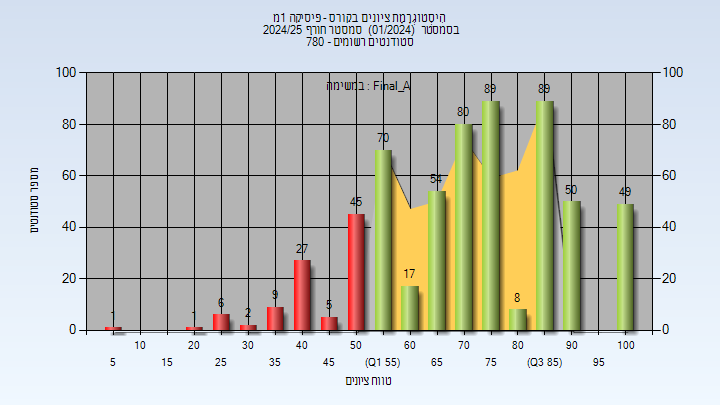 היסטוגרמת ציונים בקורס - פיסיקה 1מ
בסמסטר (01/2024) סמסטר חורף 2024/25
סטודנטים רשומים - 780
במשימה : Final_A
מספר סטודנטים
100 100
80 80
60 60
40 40
20 20
0 0
1 1 6 2 9 27 5 45 70 17 54 80 89 8 89 50 49
10 20 30 40 50 60 70 80 90 100
5 15 25 35 45 (Q1 55) 65 75 (Q3 85) 95
טווח ציונים